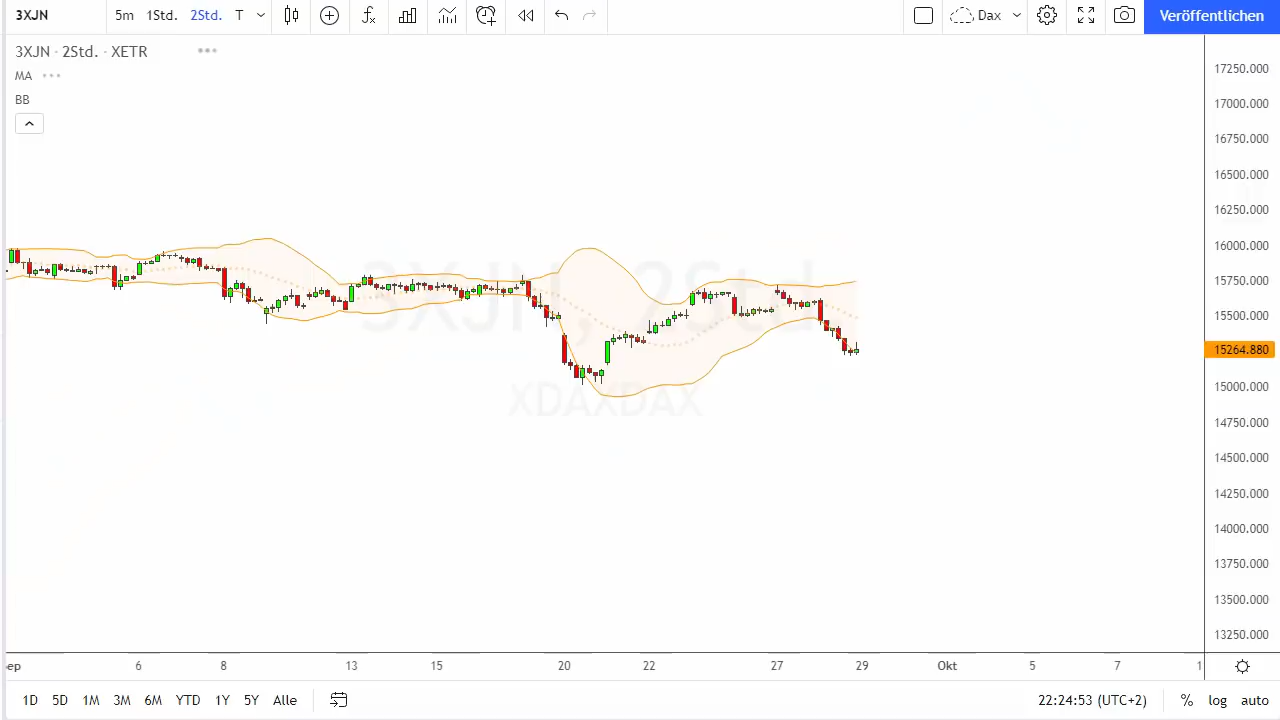 3XJN 5m 1Std. 2Std. T Dax Veröffentlichen
3XJN · 2Std. · XETR
MA
BB
17250.000
17000.000
16750.000
16500.000
16250.000
16000.000
15750.000
15500.000
15264.880
15000.000
14750.000
14500.000
14250.000
14000.000
13750.000
13500.000
13250.000
3XJN, 2Std.
XDAXDAX
ep 6 8 13 15 20 22 27 29 Okt 5 7 1
1D 5D 1M 3M 6M YTD 1Y 5Y Alle 22:24:53 (UTC+2) % log auto